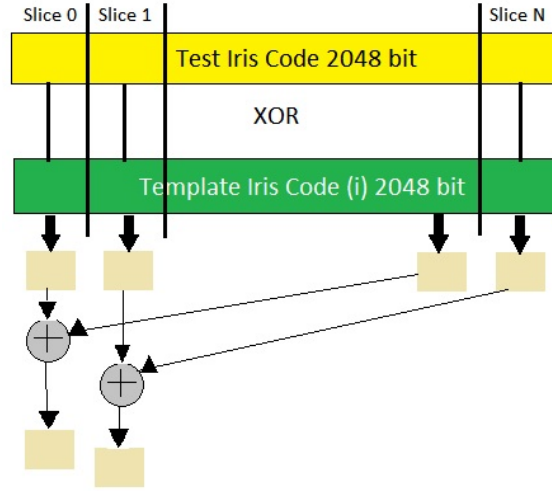 Slice 0 Slice 1 Slice N
Test Iris Code 2048 bit
XOR
Template Iris Code (i) 2048 bit